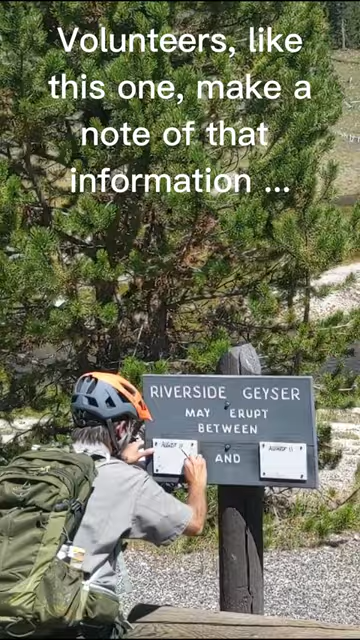 Volunteers, like
this one, make a
note of that
information ...
RIVERSIDE GEYSER
MAY ERUPT
BETWEEN
AND